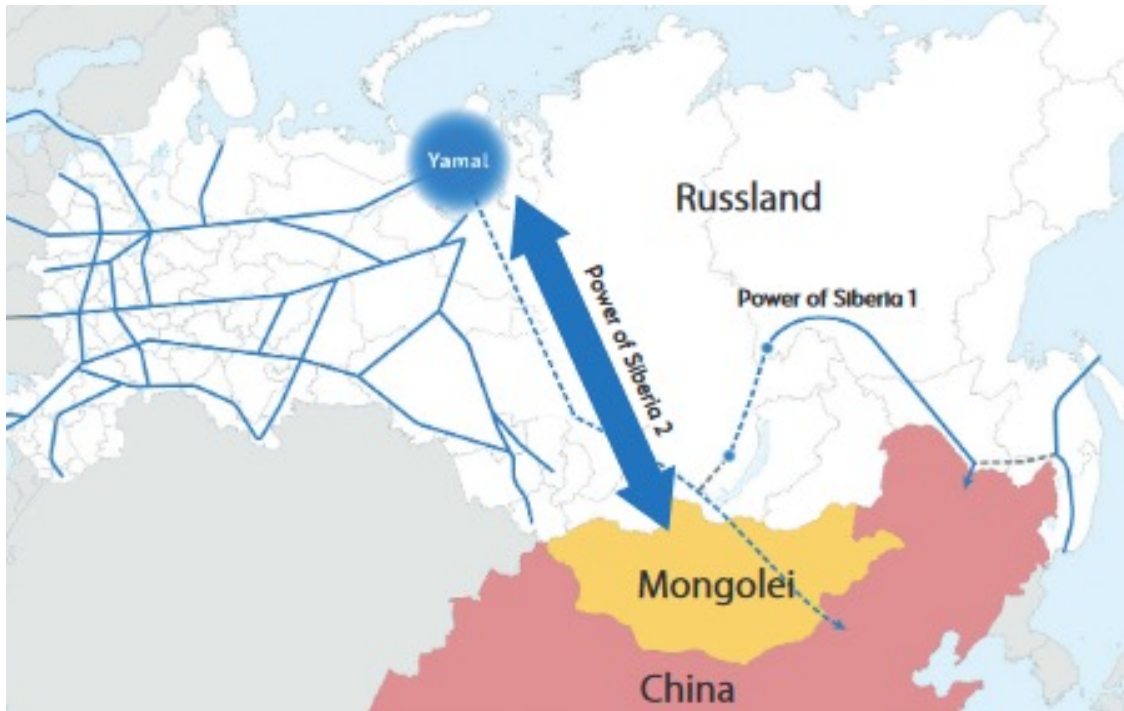 Yamal
Russland
Power of Siberia 1
Power of Siberia 2
Mongolei
China